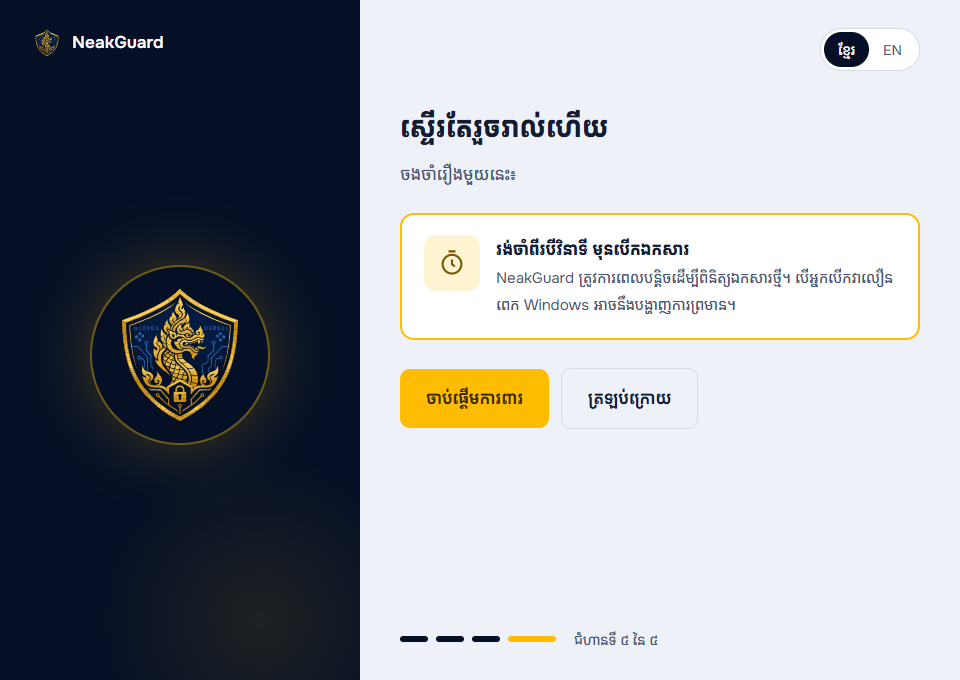 NeakGuard
ខ្មែរ
EN
ស្ទើរតែរួចរាល់ហើយ
ចងចាំរឿងមួយនេះ៖
រង់ចាំពីរបីវិនាទី មុនបើកឯកសារ
NeakGuard ត្រូវការពេលបន្តិចដើម្បីពិនិត្យឯកសារថ្មី។ បើអ្នកបើកវាលឿន
ពេក Windows អាចនឹងបង្ហាញការព្រមាន។
ចាប់ផ្តើមការពារ
ត្រឡប់ក្រោយ
ជំហានទី ៤ នៃ ៤
010101
010101